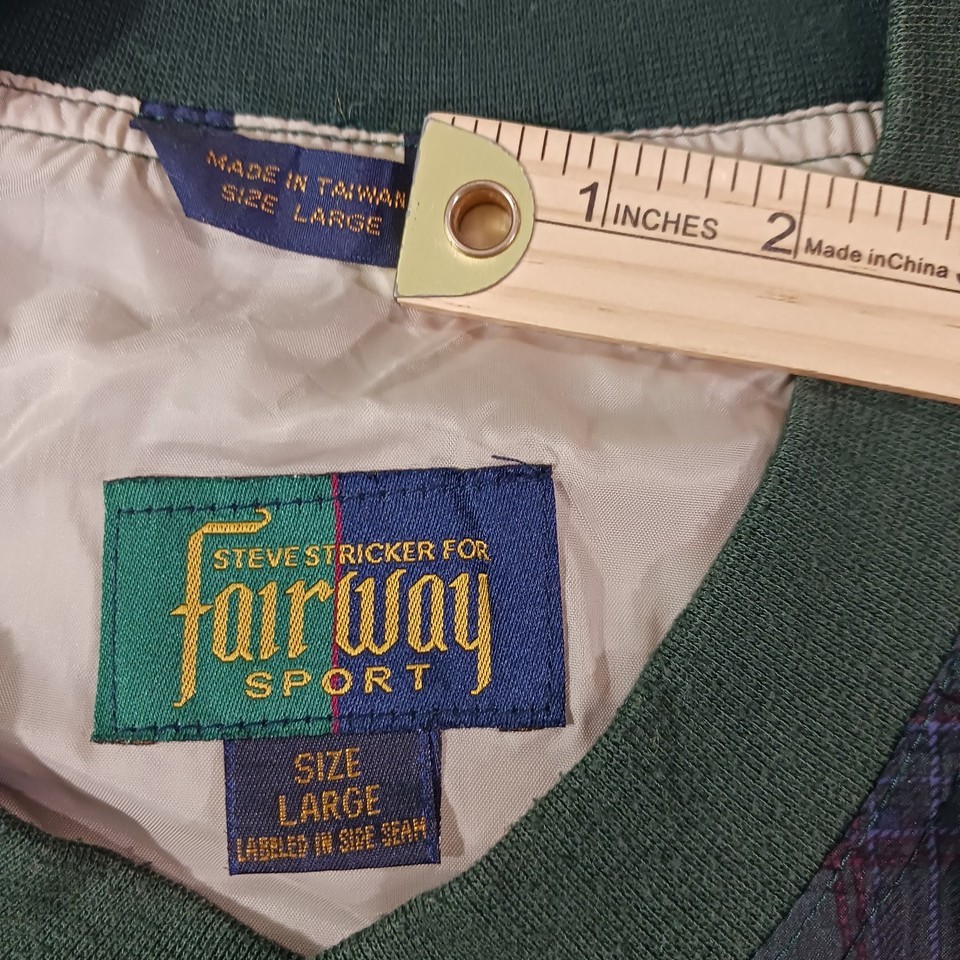 MADE IN TAIWAN
SIZE LARGE
1 INCHES 2 Made in China
STEVE STRICKER FOR
fairway
SPORT
SIZE
LARGE
LABELED IN SIDE SEAM